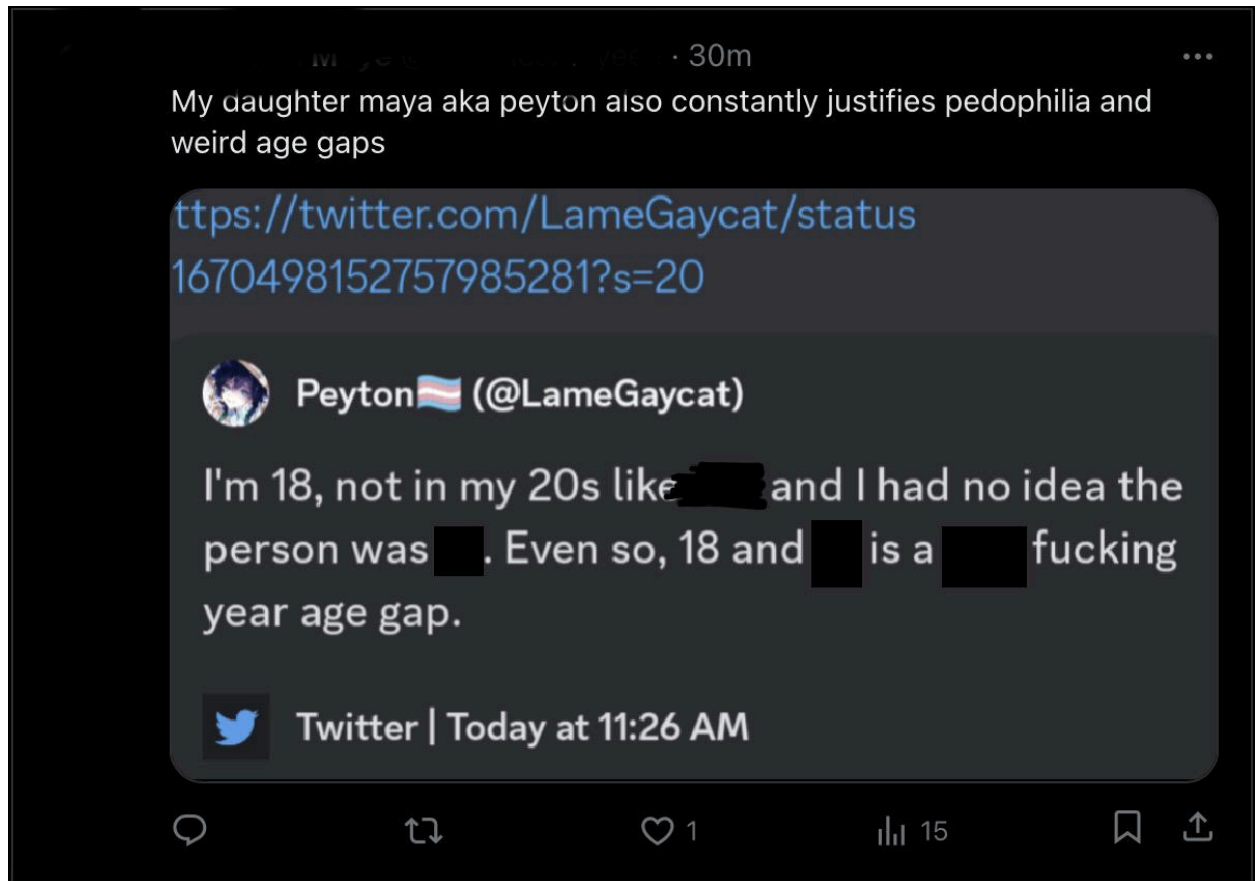 · 30m
My daughter maya aka peyton also constantly justifies pedophilia and
weird age gaps
ttps://twitter.com/LameGaycat/status
1670498152757985281?s=20
Peyton🏳️‍⚧️ (@LameGaycat)
I'm 18, not in my 20s like and I had no idea the
person was . Even so, 18 and is a fucking
year age gap.
Twitter | Today at 11:26 AM
1 15